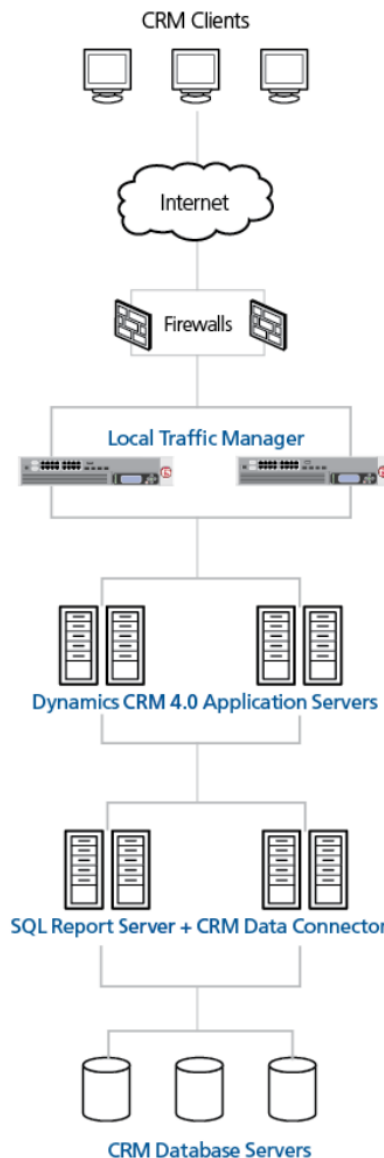 CRM Clients
Internet
Firewalls
Local Traffic Manager
Dynamics CRM 4.0 Application Servers
SQL Report Server + CRM Data Connector
CRM Database Servers